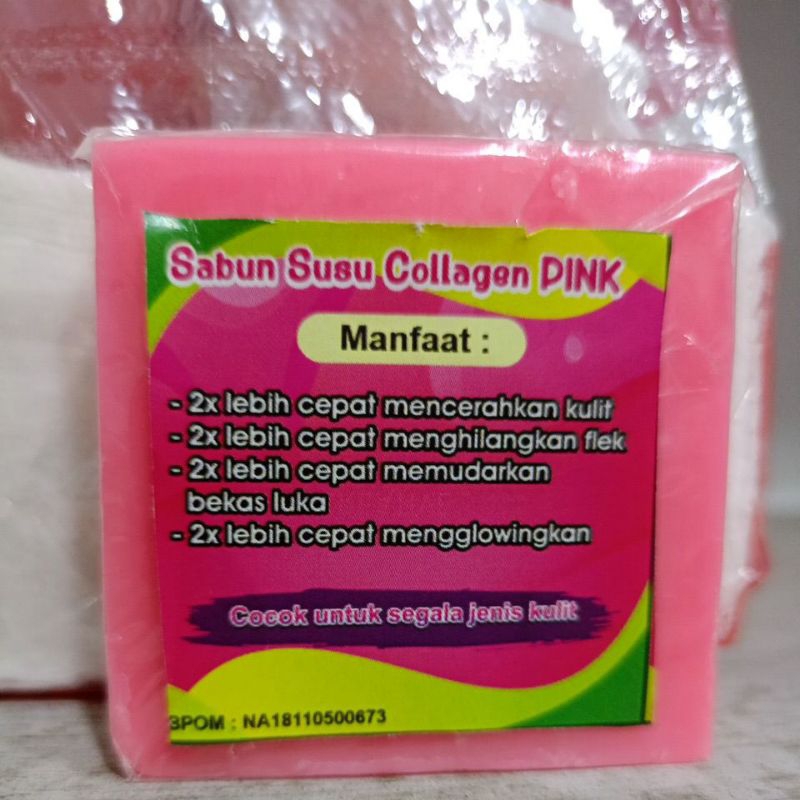 Sabun Susu Collagen PINK
Manfaat :
- 2x lebih cepat mencerahkan kulit
- 2x lebih cepat menghilangkan flek
- 2x lebih cepat memudarkan
bekas luka
- 2x lebih cepat mengglowingkan
Cocok untuk segala jenis kulit
BPOM : NA18110500673